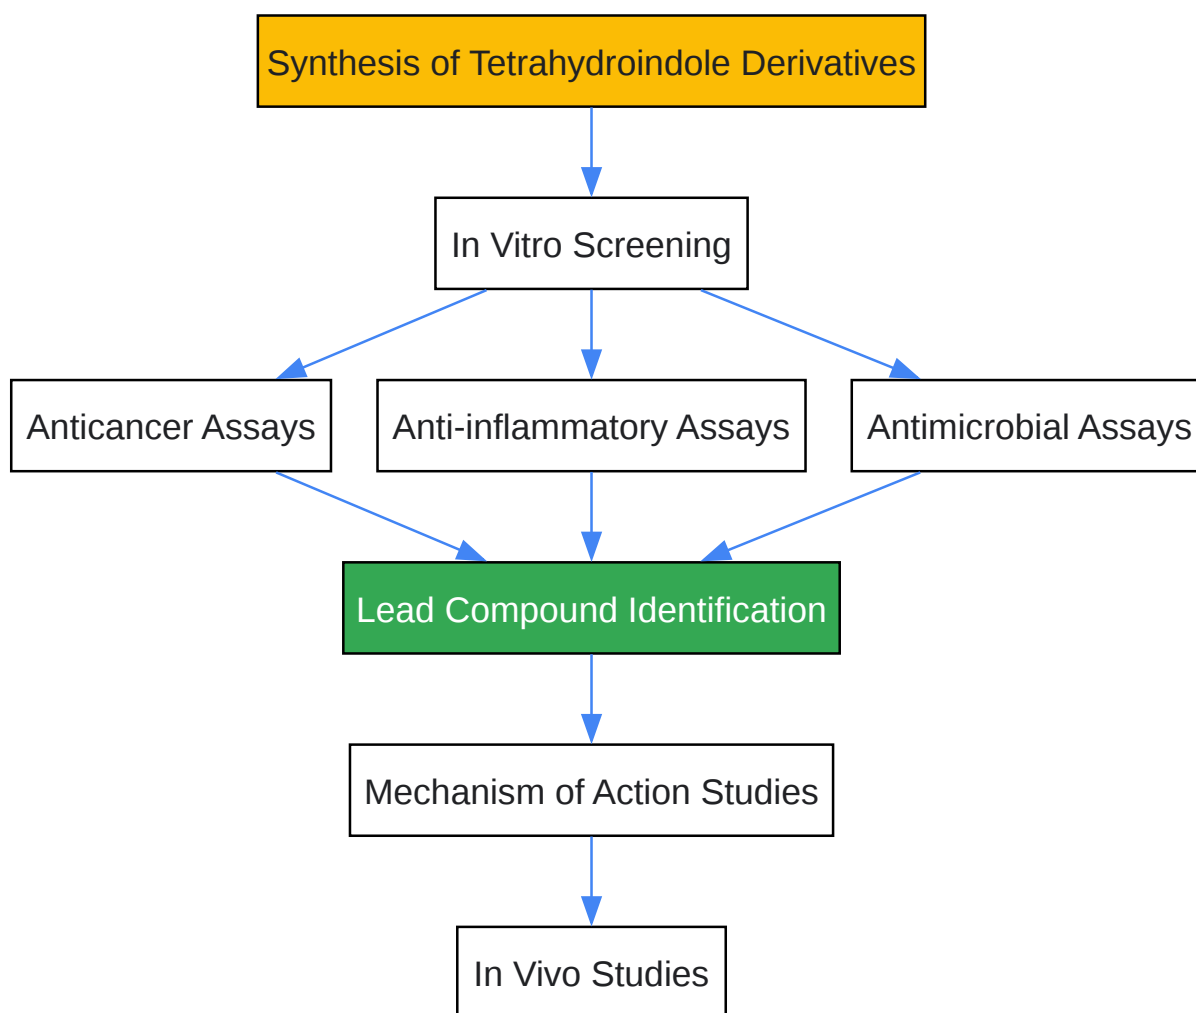 Synthesis of Tetrahydroindole Derivatives
In Vitro Screening
Anticancer Assays
Anti-inflammatory Assays
Antimicrobial Assays
Lead Compound Identification
Mechanism of Action Studies
In Vivo Studies